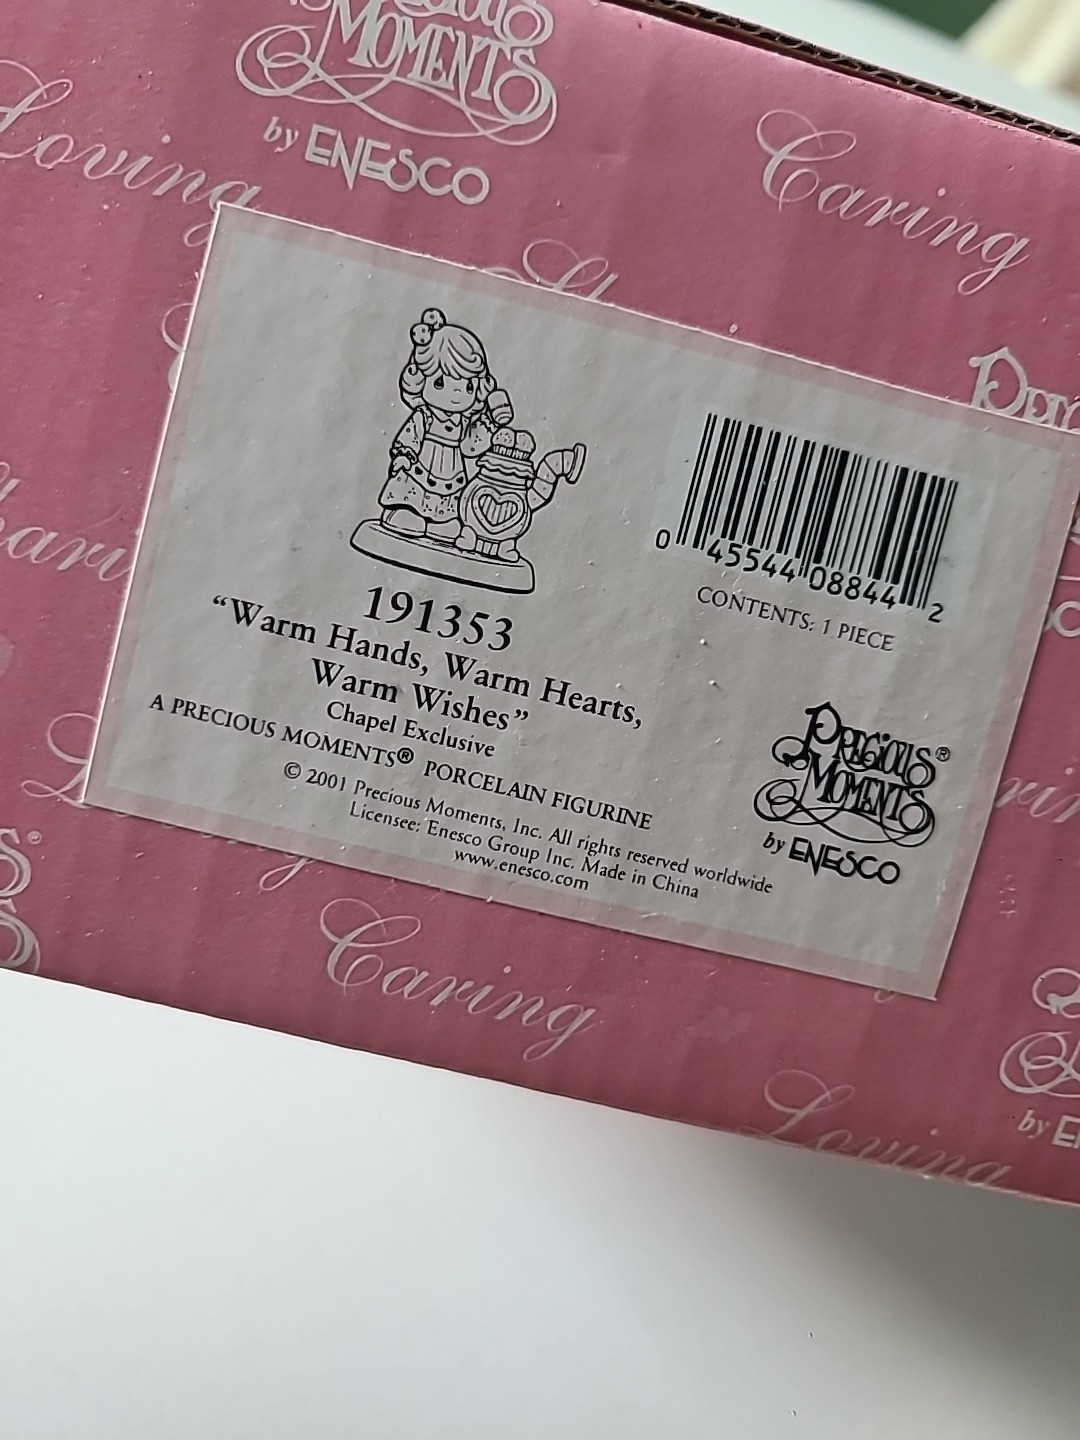 Precious
Moments
by ENESCO
Loving
Caring
191353
"Warm Hands, Warm Hearts,
Warm Wishes"
Chapel Exclusive
A PRECIOUS MOMENTS® PORCELAIN FIGURINE
© 2001 Precious Moments, Inc. All rights reserved worldwide
Licensee: Enesco Group Inc. Made in China
www.enesco.com
0 45544 08844 2
CONTENTS: 1 PIECE
Precious®
Moments
by ENESCO
Caring
Loving